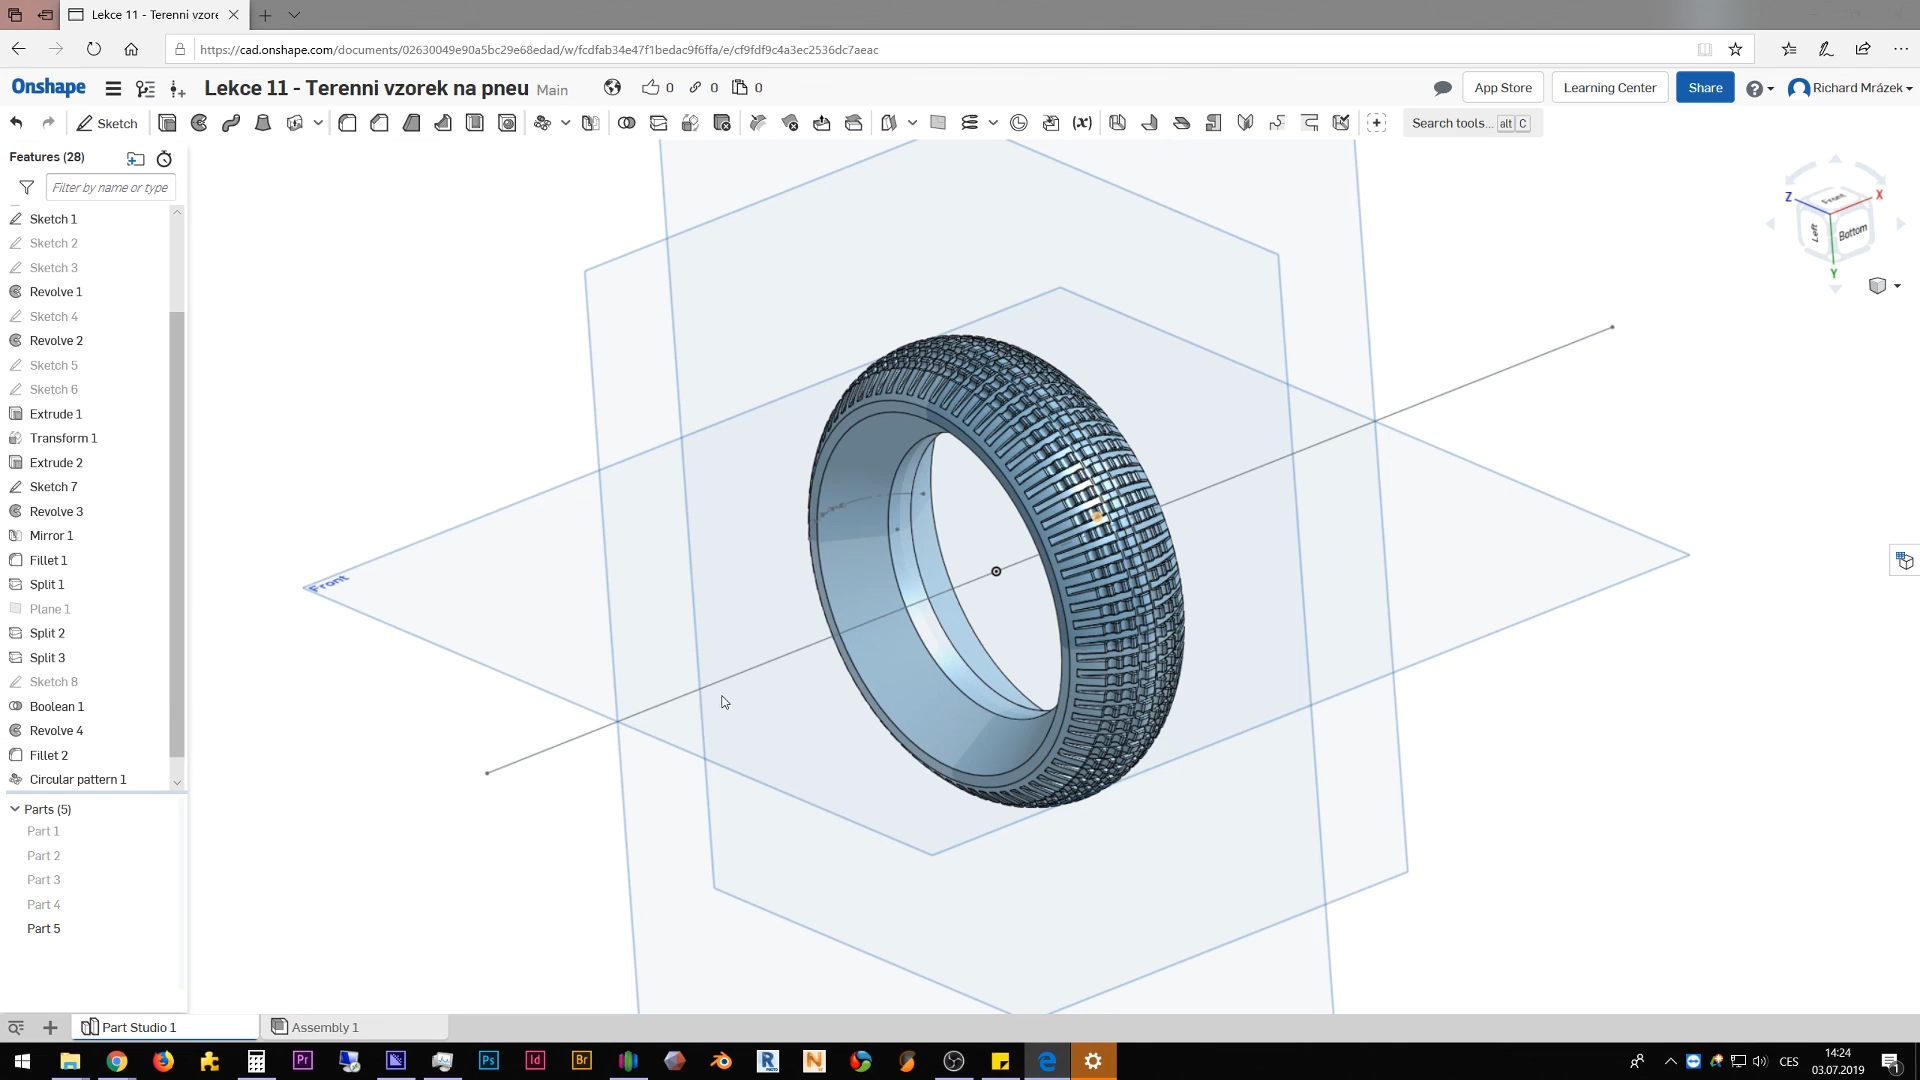 Lekce 11 - Terenni vzore
https://cad.onshape.com/documents/02630049e90a5bc29e68edad/w/fcdfab34e47f1bedac9f6ffa/e/cf9fdf9c4a3ec2536dc7aeac
Onshape
Lekce 11 - Terenni vzorek na pneu Main
0 0 0
App Store
Learning Center
Share
Richard Mrázek
Sketch
Search tools... alt C
Features (28)
Filter by name or type
Sketch 1
Sketch 2
Sketch 3
Revolve 1
Sketch 4
Revolve 2
Sketch 5
Sketch 6
Extrude 1
Transform 1
Extrude 2
Sketch 7
Revolve 3
Mirror 1
Fillet 1
Split 1
Plane 1
Split 2
Split 3
Sketch 8
Boolean 1
Revolve 4
Fillet 2
Circular pattern 1
Parts (5)
Part 1
Part 2
Part 3
Part 4
Part 5
Front
Z X
Front
Left
Bottom
Y
Part Studio 1
Assembly 1
Pr
Ps
Id
Br
R
N
CES
14:24
03.07.2019
1